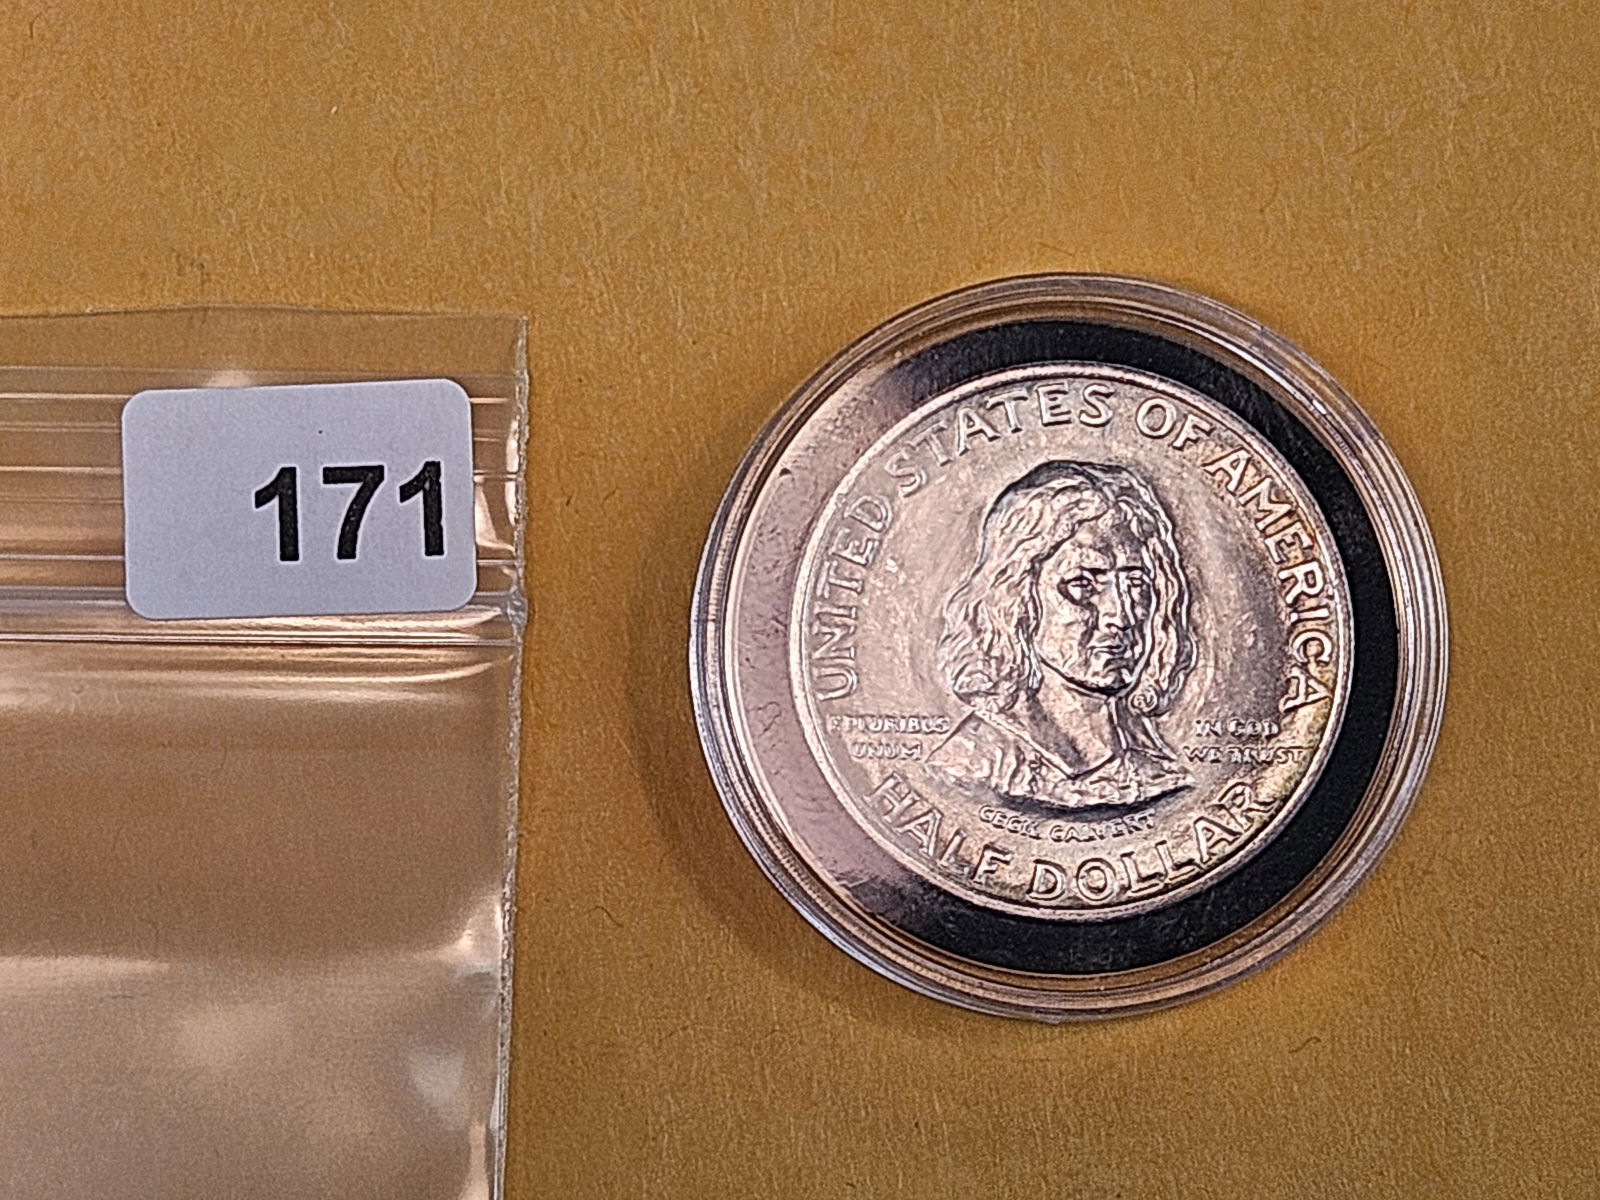 171
UNITED STATES OF AMERICA
E PLURIBUS
UNUM
IN GOD
WE TRUST
CECIL CALVERT
HALF DOLLAR